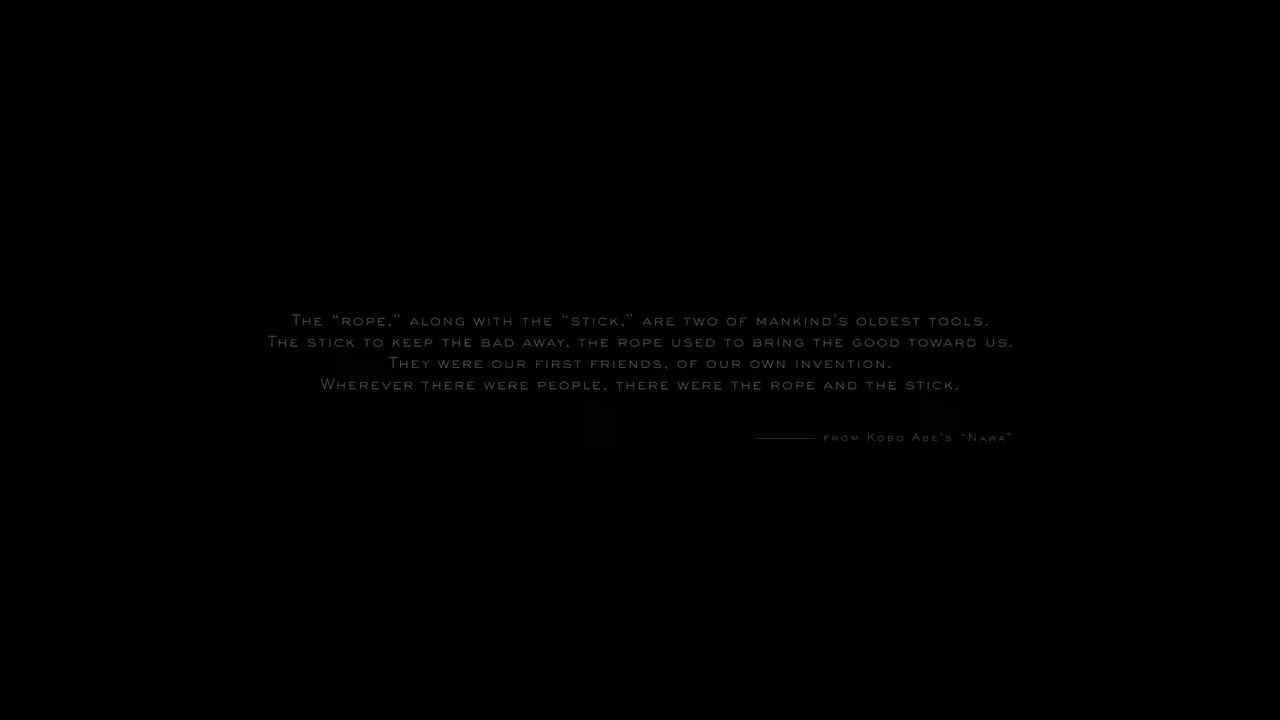 The “rope,” along with the “stick,” are two of mankind's oldest tools.
The stick to keep the bad away, the rope used to bring the good toward us.
They were our first friends, of our own invention.
Wherever there were people, there were the rope and the stick.
from Kobo Abe's "Nawa"